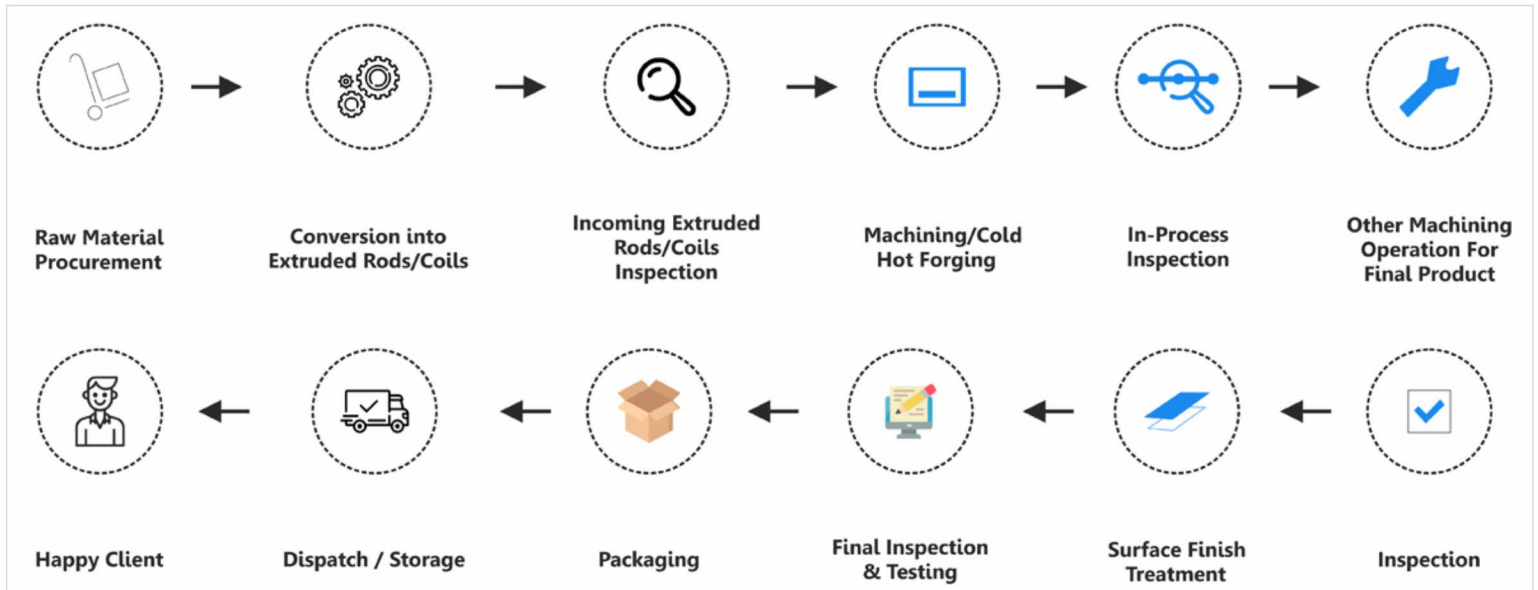 Raw Material
Procurement
Conversion into
Extruded Rods/Coils
Incoming Extruded
Rods/Coils
Inspection
Machining/Cold
Hot Forging
In-Process
Inspection
Other Machining
Operation For
Final Product
Happy Client
Dispatch / Storage
Packaging
Final Inspection
& Testing
Surface Finish
Treatment
Inspection